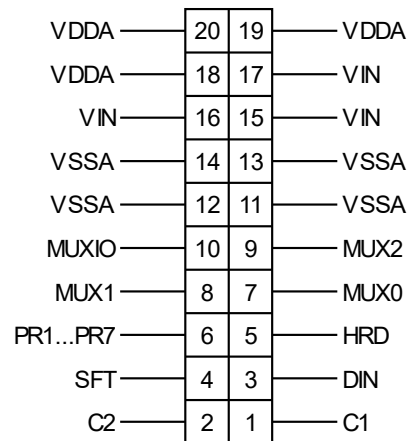 VDDA 20 19 VDDA
VDDA 18 17 VIN
VIN 16 15 VIN
VSSA 14 13 VSSA
VSSA 12 11 VSSA
MUXIO 10 9 MUX2
MUX1 8 7 MUX0
PR1...PR7 6 5 HRD
SFT 4 3 DIN
C2 2 1 C1